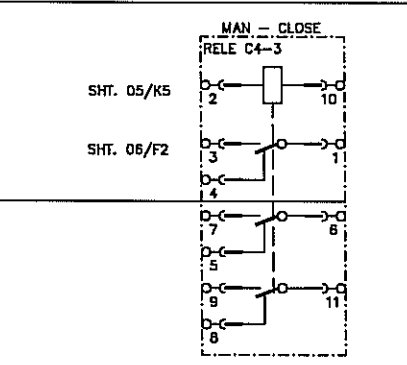 MAN - CLOSE
RELE C4-3
SHT. 05/K5
2 10
SHT. 06/F2
3 1
4
7 6
5
9 11
8